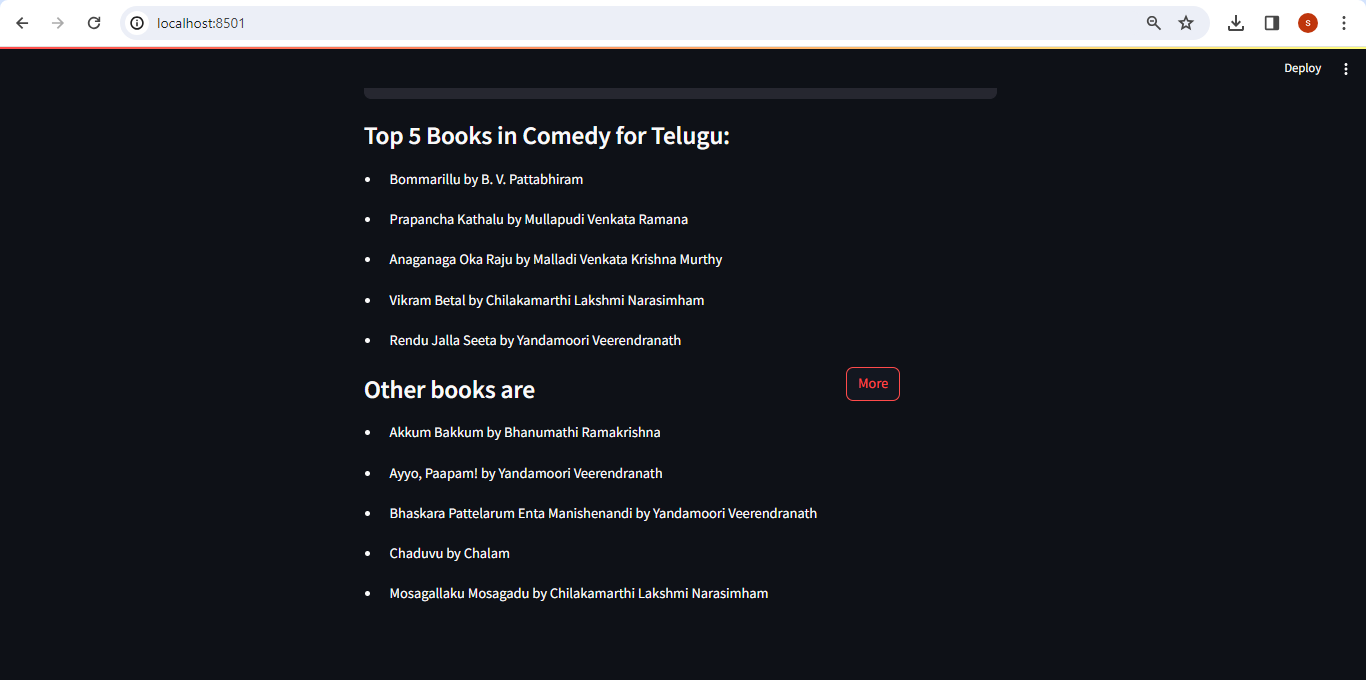 localhost:8501
s
Deploy
Top 5 Books in Comedy for Telugu:
• Bommarillu by B. V. Pattabhiram
• Prapancha Kathalu by Mullapudi Venkata Ramana
• Anaganaga Oka Raju by Malladi Venkata Krishna Murthy
• Vikram Betal by Chilakamarthi Lakshmi Narasimham
• Rendu Jalla Seeta by Yandamoori Veerendranath
Other books are
More
• Akkum Bakkum by Bhanumathi Ramakrishna
• Ayyo, Paapam! by Yandamoori Veerendranath
• Bhaskara Pattelarum Enta Manishenandi by Yandamoori Veerendranath
• Chaduvu by Chalam
• Mosagallaku Mosagadu by Chilakamarthi Lakshmi Narasimham